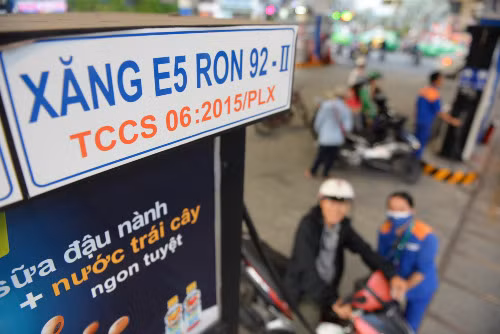 XĂNG E5 RON 92-II
TCCS 06:2015/PLX
sữa đậu nành
+ nước trái cây
ngon tuyệt